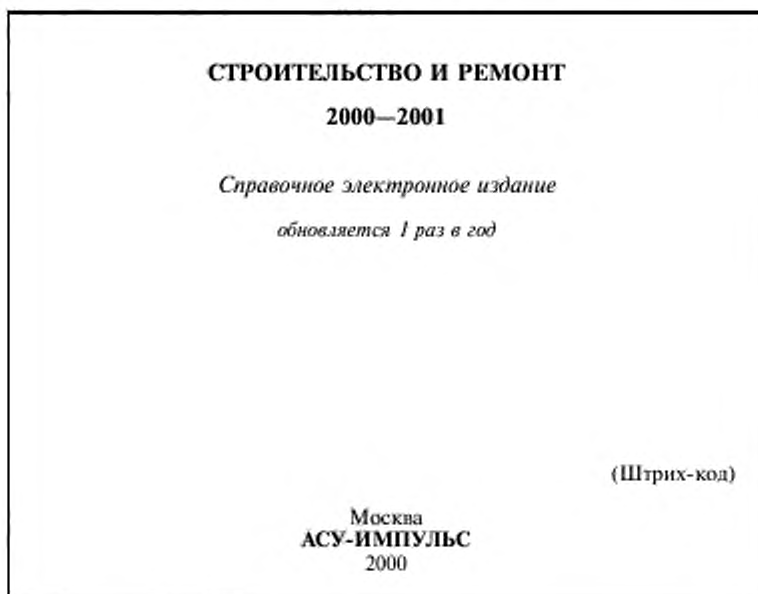 СТРОИТЕЛЬСТВО И РЕМОНТ
2000—2001
Справочное электронное издание
обновляется 1 раз в год
(Штрих-код)
Москва
АСУ-ИМПУЛЬС
2000